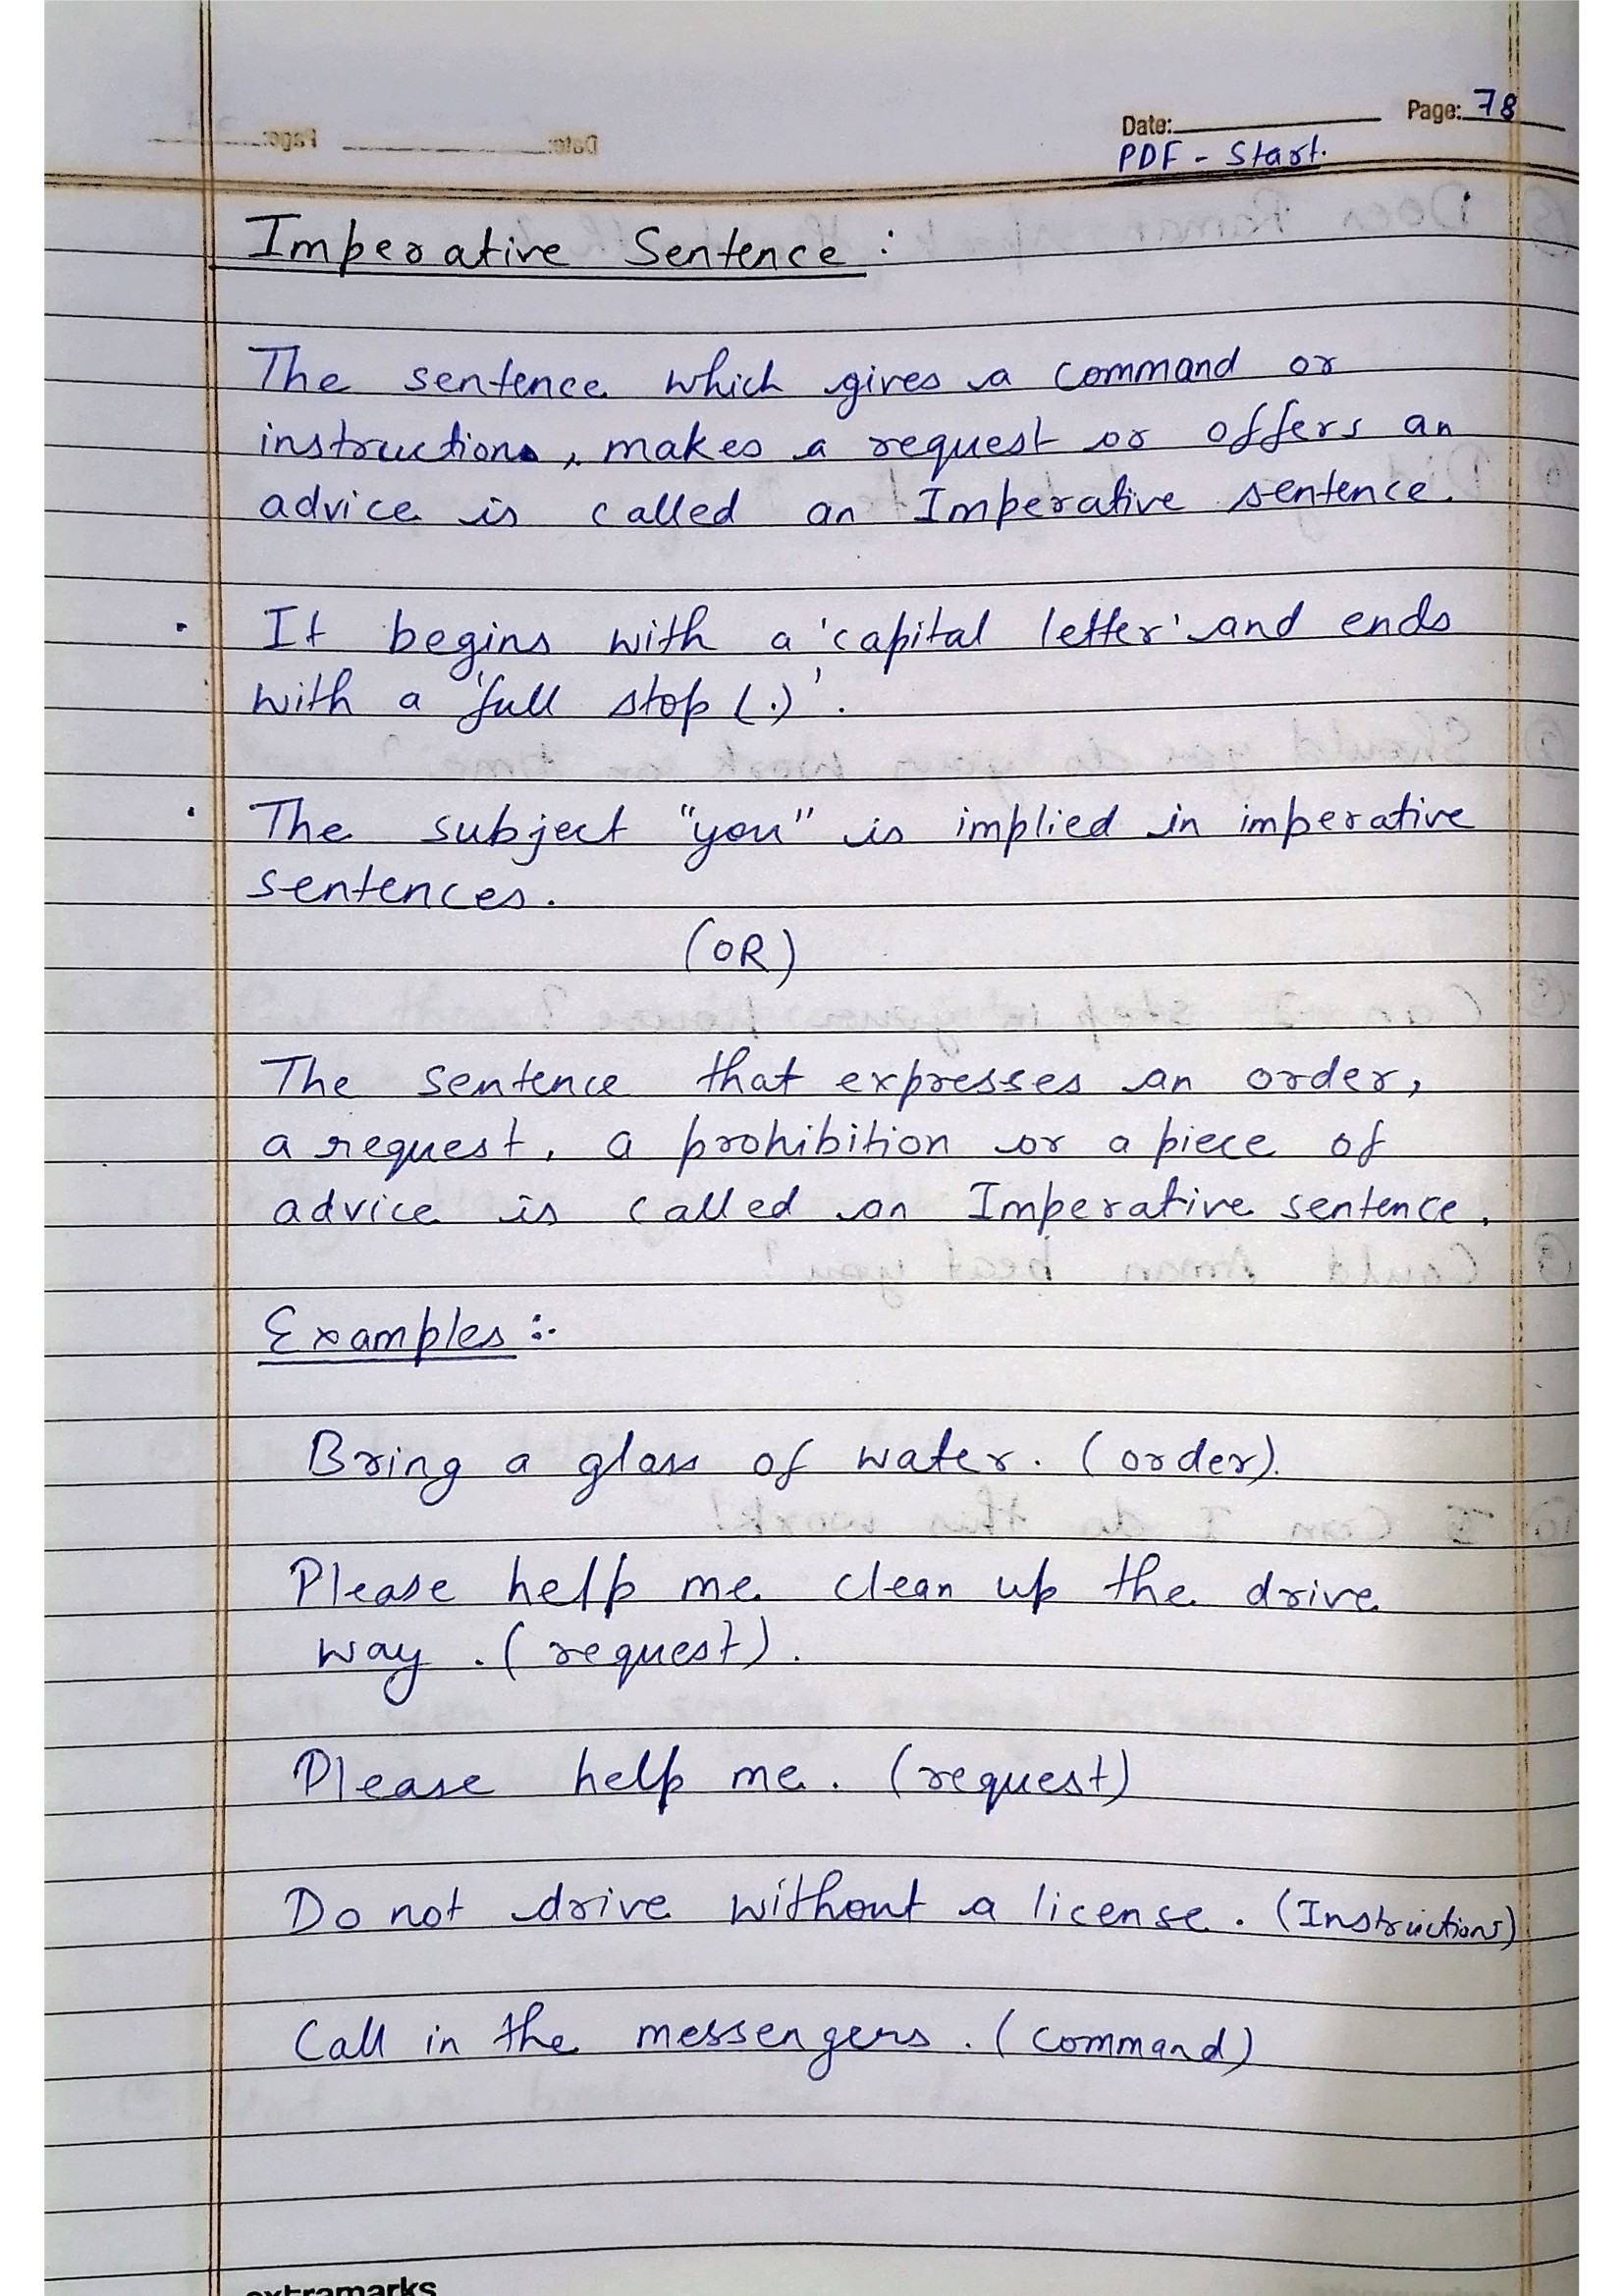 Date: Page: 78
PDF - Start.
Imperative Sentence :
The sentence which gives a command or
instructions, makes a request or offers an
advice is called an Imperative sentence.
• It begins with a 'capital letter' and ends
with a 'full stop (.)'.
• The subject "you" is implied in imperative
sentences.
(OR)
The sentence that expresses an order,
a request, a prohibition or a piece of
advice is called an Imperative sentence.
Examples :-
Bring a glass of water. (order).
Please help me clean up the drive
way. (request).
Please help me. (request)
Do not drive without a license. (Instructions)
Call in the messengers. (command)
extramarks